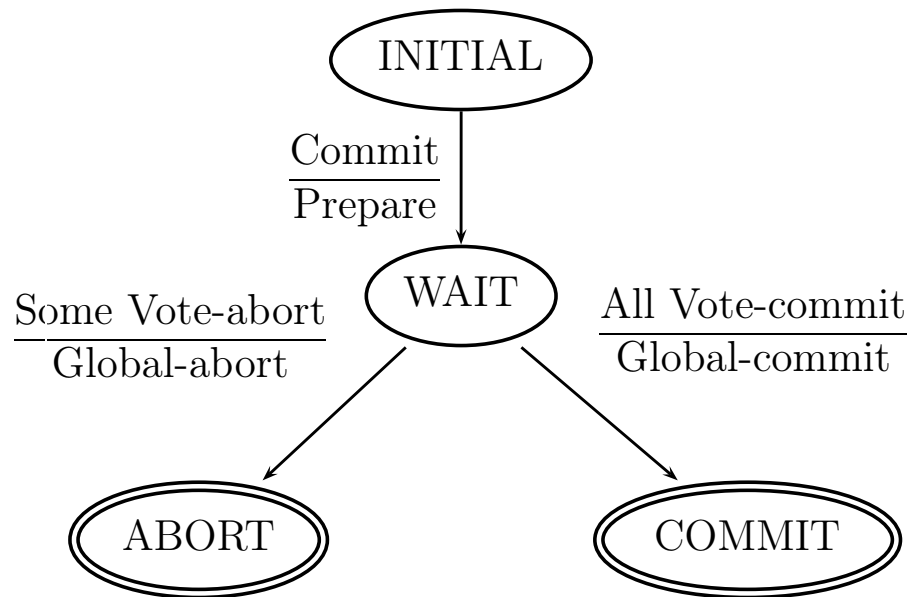 INITIAL
Commit
Prepare
WAIT
Some Vote-abort
Global-abort
All Vote-commit
Global-commit
ABORT
COMMIT